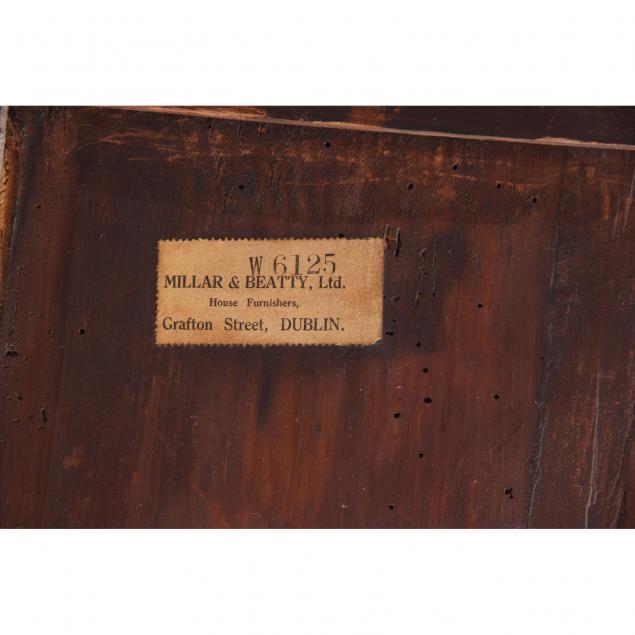 W 6125
MILLAR & BEATTY, Ltd.
House Furnishers,
Grafton Street, DUBLIN.